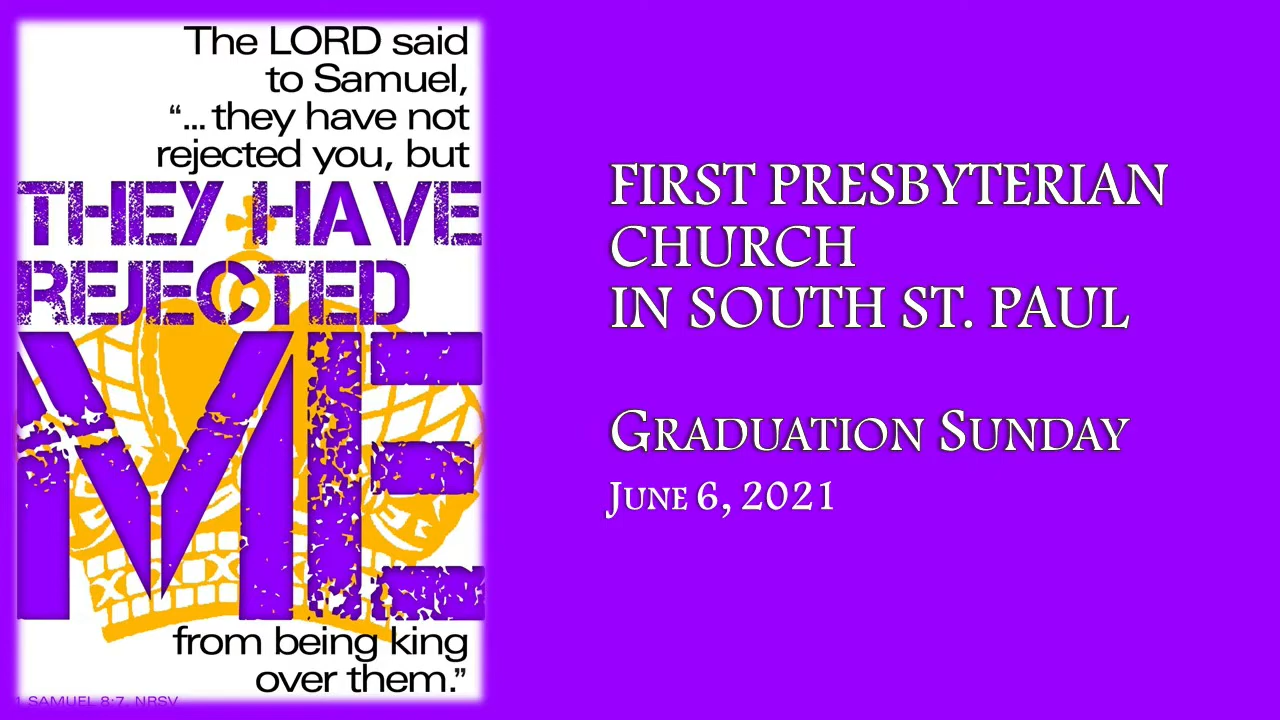 The LORD said
to Samuel,
“... they have not
rejected you, but
THEY HAVE
REJECTED
ME
from being king
over them.”
1 SAMUEL 8:7, NRSV
FIRST PRESBYTERIAN
CHURCH
IN SOUTH ST. PAUL
GRADUATION SUNDAY
JUNE 6, 2021